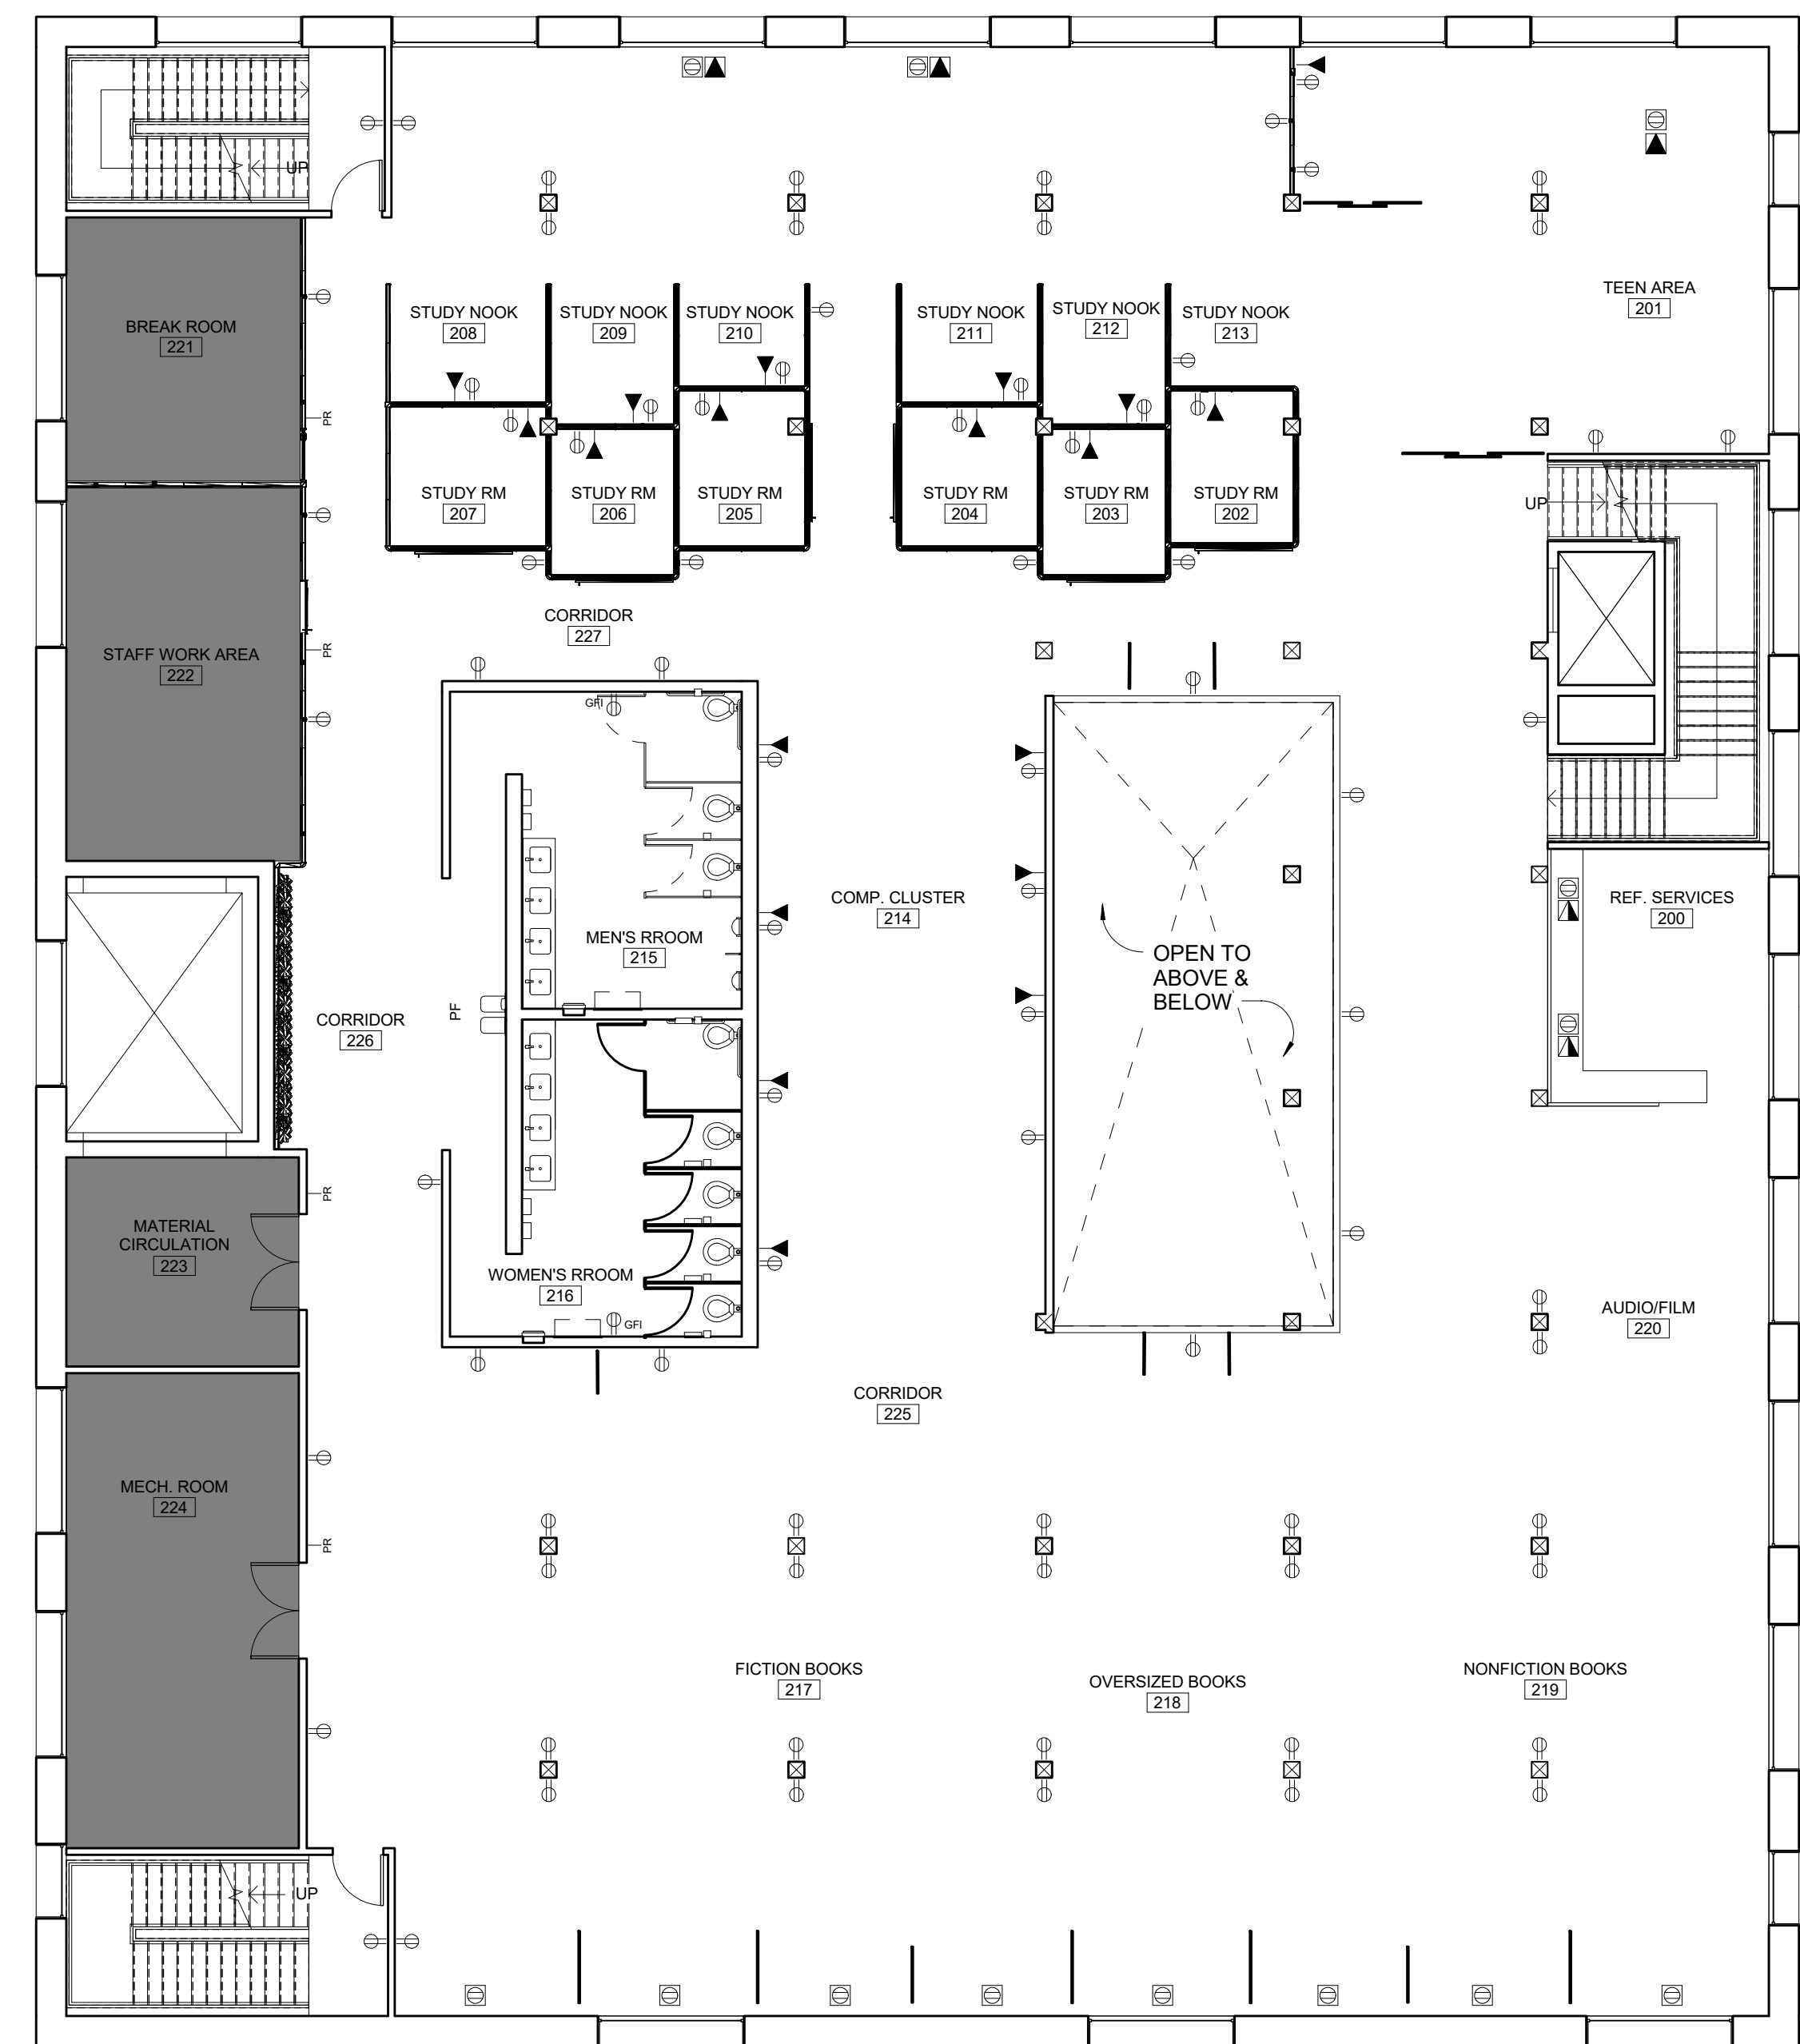 UP
BREAK ROOM
221
STUDY NOOK
208
STUDY NOOK
209
STUDY NOOK
210
STUDY NOOK
211
STUDY NOOK
212
STUDY NOOK
213
TEEN AREA
201
PR
STUDY RM
207
STUDY RM
206
STUDY RM
205
STUDY RM
204
STUDY RM
203
STUDY RM
202
UP
CORRIDOR
227
STAFF WORK AREA
222
PR
GFI
COMP. CLUSTER
214
REF. SERVICES
200
MEN'S RROOM
215
OPEN TO
ABOVE &
BELOW
PF
CORRIDOR
226
PR
MATERIAL
CIRCULATION
223
WOMEN'S RROOM
216
GFI
AUDIO/FILM
220
CORRIDOR
225
MECH. ROOM
224
PR
FICTION BOOKS
217
OVERSIZED BOOKS
218
NONFICTION BOOKS
219
UP